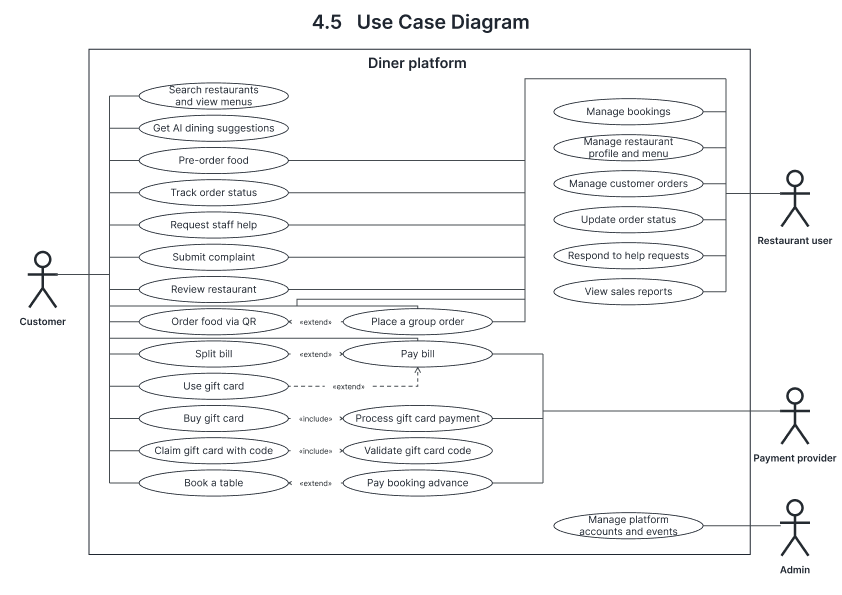 4.5 Use Case Diagram
Diner platform
Search restaurants
and view menus
Get AI dining suggestions
Pre-order food
Track order status
Request staff help
Submit complaint
Review restaurant
Order food via QR
«extend»
Place a group order
Split bill
«extend»
Pay bill
Use gift card
«extend»
Buy gift card
«include»
Process gift card payment
Claim gift card with code
«include»
Validate gift card code
Book a table
«extend»
Pay booking advance
Manage bookings
Manage restaurant
profile and menu
Manage customer orders
Update order status
Respond to help requests
View sales reports
Manage platform
accounts and events
Customer
Restaurant user
Payment provider
Admin